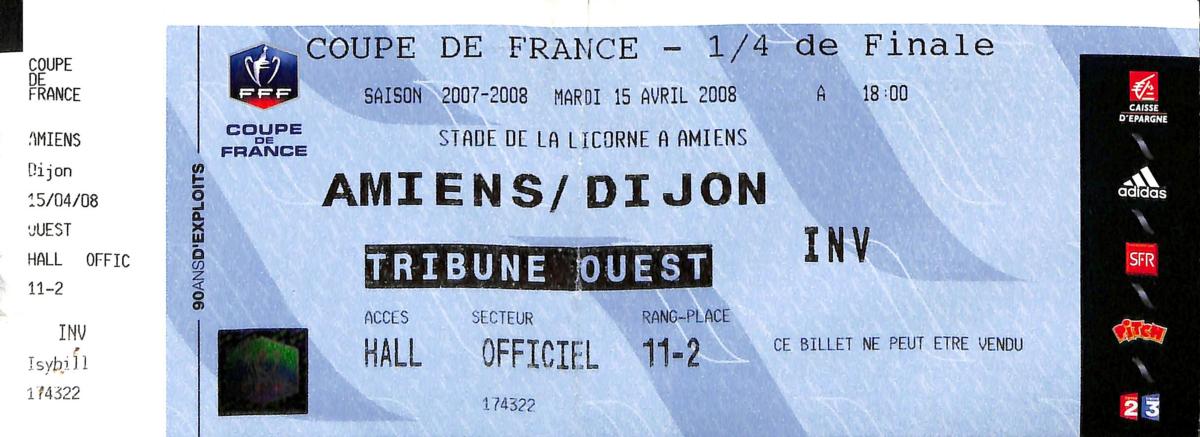 COUPE
DE
FRANCE
AMIENS
Dijon
15/04/08
OUEST
HALL OFFIC
11-2
INV
Isybill
174322
90ANSD'EXPLOITS
FFF
COUPE
DE
FRANCE
COUPE DE FRANCE - 1/4 de Finale
SAISON 2007-2008 MARDI 15 AVRIL 2008 A 18:00
STADE DE LA LICORNE A AMIENS
AMIENS/DIJON
INV
TRIBUNE OUEST
ACCES SECTEUR RANG-PLACE
HALL OFFICIEL 11-2
CE BILLET NE PEUT ETRE VENDU
174322
CAISSE
D'EPARGNE
adidas
SFR
PITCH
2 3